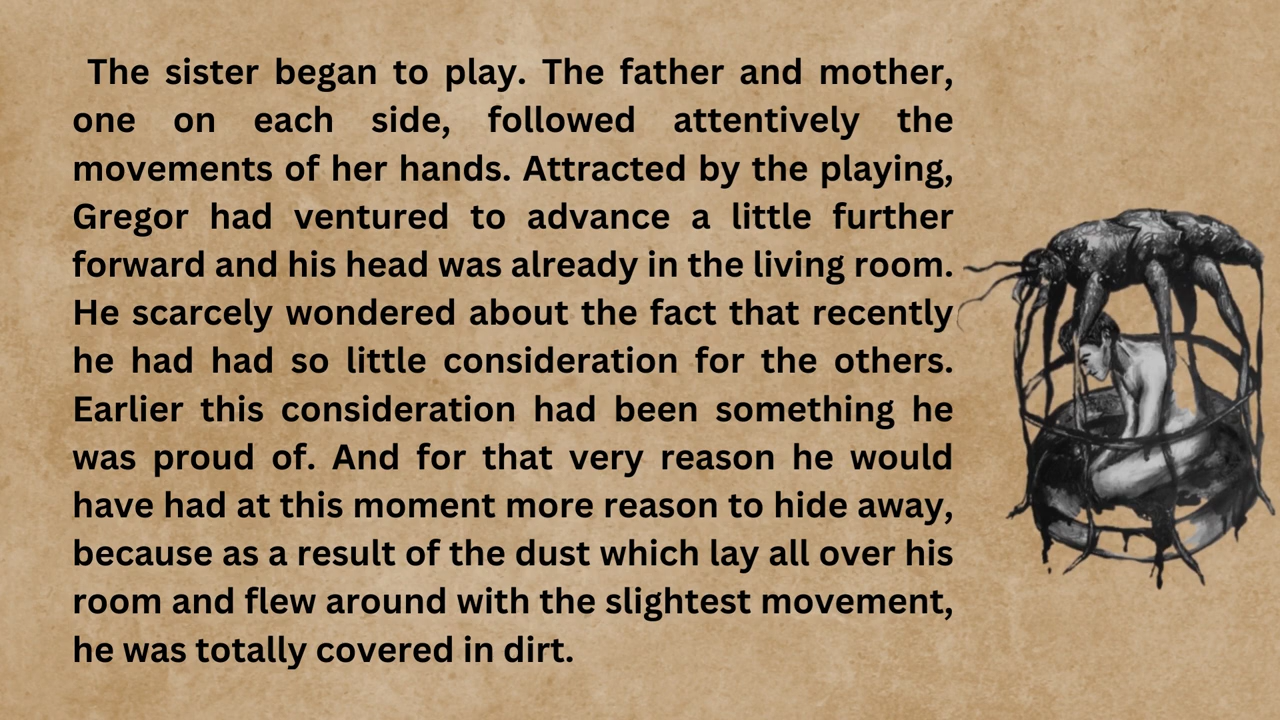 The sister began to play. The father and mother,
one on each side, followed attentively the
movements of her hands. Attracted by the playing,
Gregor had ventured to advance a little further
forward and his head was already in the living room.
He scarcely wondered about the fact that recently
he had had so little consideration for the others.
Earlier this consideration had been something he
was proud of. And for that very reason he would
have had at this moment more reason to hide away,
because as a result of the dust which lay all over his
room and flew around with the slightest movement,
he was totally covered in dirt.